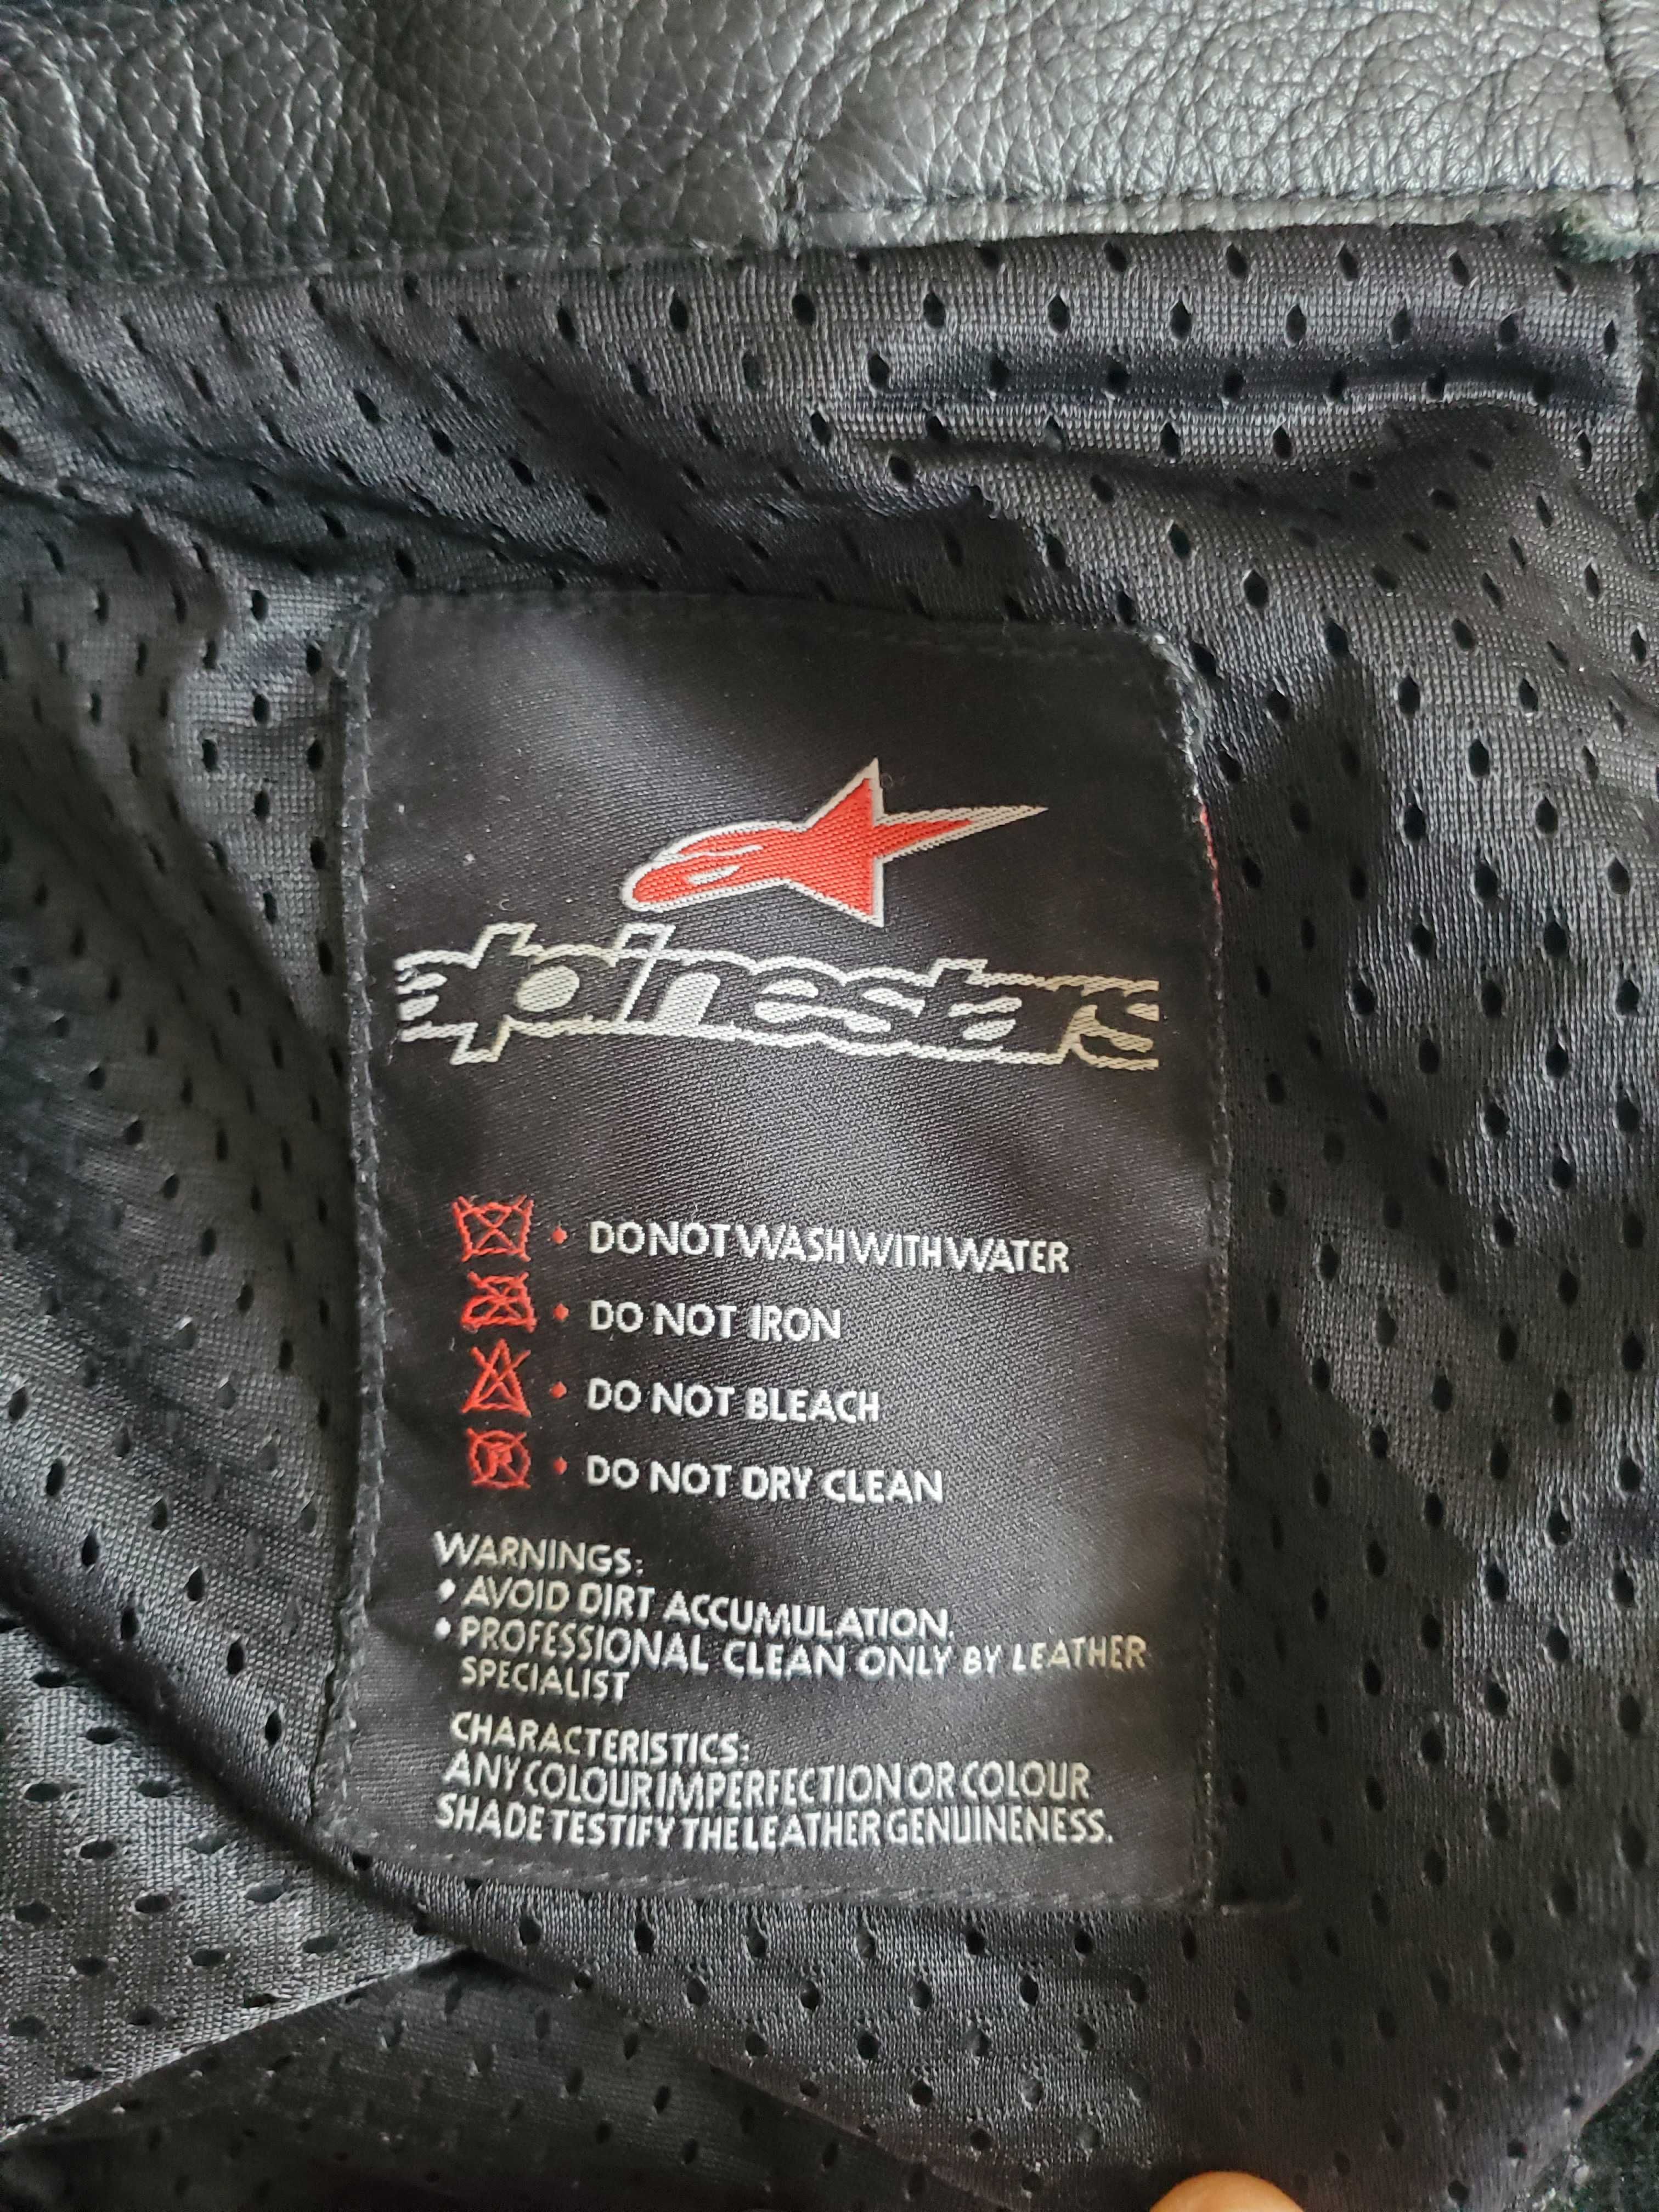 alpinestars
• DO NOT WASH WITH WATER
• DO NOT IRON
• DO NOT BLEACH
R • DO NOT DRY CLEAN
WARNINGS:
• AVOID DIRT ACCUMULATION.
• PROFESSIONAL CLEAN ONLY BY LEATHER
SPECIALIST
CHARACTERISTICS:
ANY COLOUR IMPERFECTION OR COLOUR
SHADE TESTIFY THE LEATHER GENUINENESS.